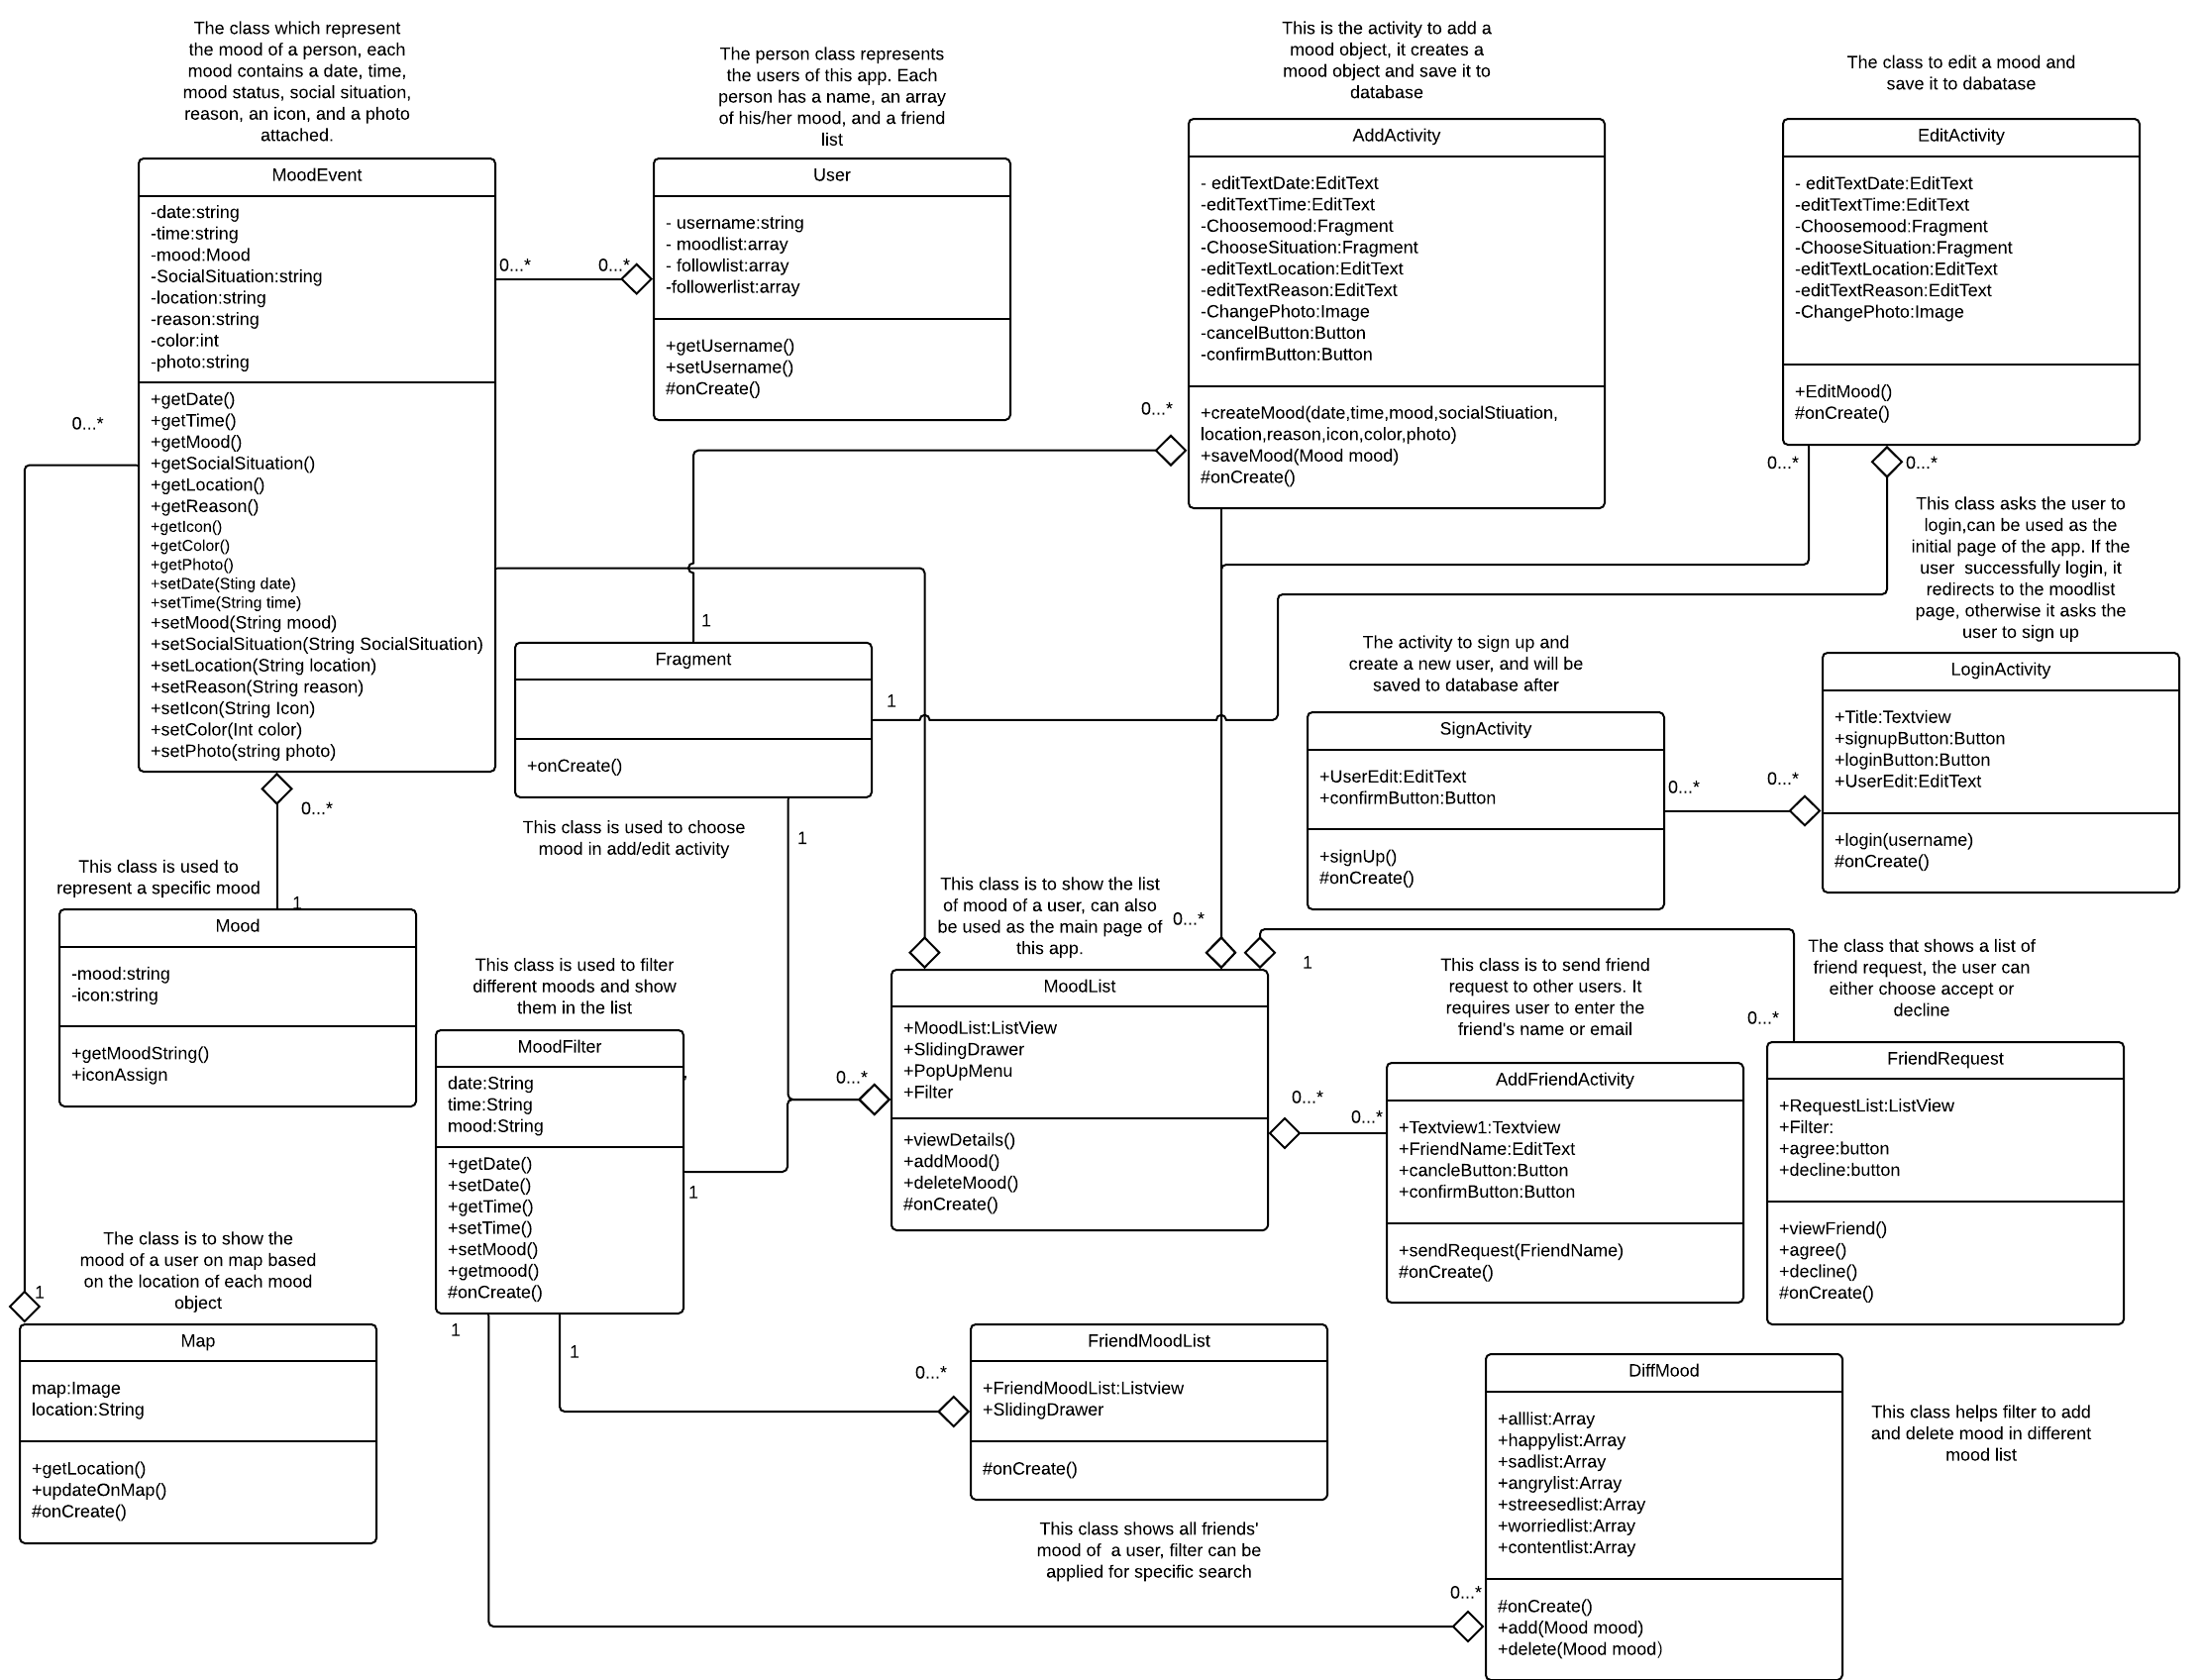 The class which represent
the mood of a person, each
mood contains a date, time,
mood status, social situation,
reason, an icon, and a photo
attached.
MoodEvent
-date:string
-time:string
-mood:Mood
-SocialSituation:string
-location:string
-reason:string
-color:int
-photo:string
+getDate()
+getTime()
+getMood()
+getSocialSituation()
+getLocation()
+getReason()
+getIcon()
+getColor()
+getPhoto()
+setDate(Sting date)
+setTime(String time)
+setMood(String mood)
+setSocialSituation(String SocialSituation)
+setLocation(String location)
+setReason(String reason)
+setIcon(String Icon)
+setColor(Int color)
+setPhoto(string photo)
0...*
0...*
0...*
0...*
The person class represents
the users of this app. Each
person has a name, an array
of his/her mood, and a friend
list
User
- username:string
- moodlist:array
- followlist:array
-followerlist:array
+getUsername()
+setUsername()
#onCreate()
This is the activity to add a
mood object, it creates a
mood object and save it to
database
AddActivity
- editTextDate:EditText
-editTextTime:EditText
-Choosemood:Fragment
-ChooseSituation:Fragment
-editTextLocation:EditText
-editTextReason:EditText
-ChangePhoto:Image
-cancelButton:Button
-confirmButton:Button
+createMood(date,time,mood,socialStiuation,
location,reason,icon,color,photo)
+saveMood(Mood mood)
#onCreate()
0...*
The class to edit a mood and
save it to dabatase
EditActivity
- editTextDate:EditText
-editTextTime:EditText
-Choosemood:Fragment
-ChooseSituation:Fragment
-editTextLocation:EditText
-editTextReason:EditText
-ChangePhoto:Image
+EditMood()
#onCreate()
0...*
0...*
This class asks the user to
login,can be used as the
initial page of the app. If the
user  successfully login, it
redirects to the moodlist
page, otherwise it asks the
user to sign up
LoginActivity
+Title:Textview
+signupButton:Button
+loginButton:Button
+UserEdit:EditText
+login(username)
#onCreate()
The activity to sign up and
create a new user, and will be
saved to database after
SignActivity
+UserEdit:EditText
+confirmButton:Button
+signUp()
#onCreate()
0...*
0...*
1
Fragment
+onCreate()
1
1
This class is used to choose
mood in add/edit activity
This class is used to
represent a specific mood
1
Mood
-mood:string
-icon:string
+getMoodString()
+iconAssign
This class is used to filter
different moods and show
them in the list
MoodFilter
date:String
time:String
mood:String
+getDate()
+setDate()
+getTime()
+setTime()
+setMood()
+getmood()
#onCreate()
1
1
1
This class is to show the list
of mood of a user, can also
be used as the main page of
this app.
0...*
1
0...*
MoodList
+MoodList:ListView
+SlidingDrawer
+PopUpMenu
+Filter
+viewDetails()
+addMood()
+deleteMood()
#onCreate()
This class is to send friend
request to other users. It
requires user to enter the
friend's name or email
0...*
0...*
AddFriendActivity
+Textview1:Textview
+FriendName:EditText
+cancleButton:Button
+confirmButton:Button
+sendRequest(FriendName)
#onCreate()
The class that shows a list of
friend request, the user can
either choose accept or
decline
0...*
FriendRequest
+RequestList:ListView
+Filter:
+agree:button
+decline:button
+viewFriend()
+agree()
+decline()
#onCreate()
The class is to show the
mood of a user on map based
on the location of each mood
object
1
Map
map:Image
location:String
+getLocation()
+updateOnMap()
#onCreate()
0...*
FriendMoodList
+FriendMoodList:Listview
+SlidingDrawer
#onCreate()
This class shows all friends'
mood of  a user, filter can be
applied for specific search
0...*
DiffMood
+alllist:Array
+happylist:Array
+sadlist:Array
+angrylist:Array
+streesedlist:Array
+worriedlist:Array
+contentlist:Array
#onCreate()
+add(Mood mood)
+delete(Mood mood)
This class helps filter to add
and delete mood in different
mood list